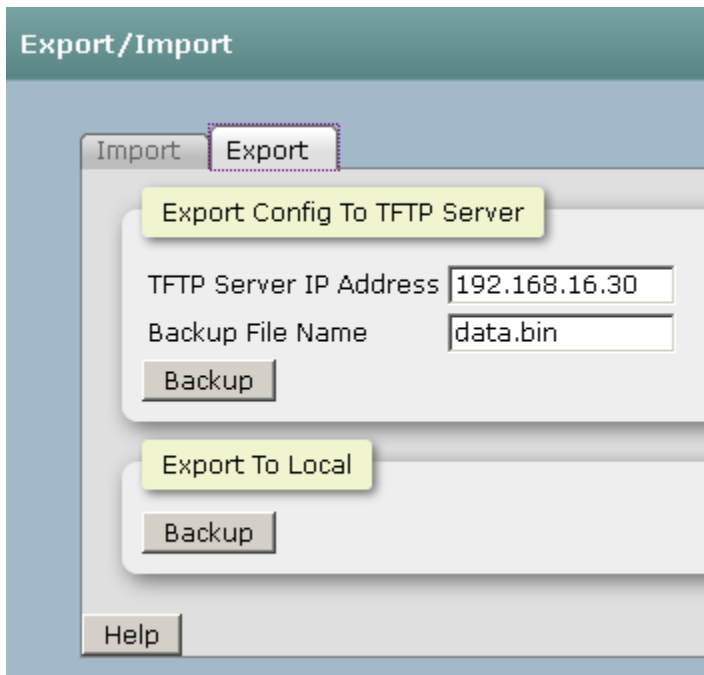 Export/Import
Import Export
Export Config To TFTP Server
TFTP Server IP Address 192.168.16.30
Backup File Name data.bin
Backup
Export To Local
Backup
Help